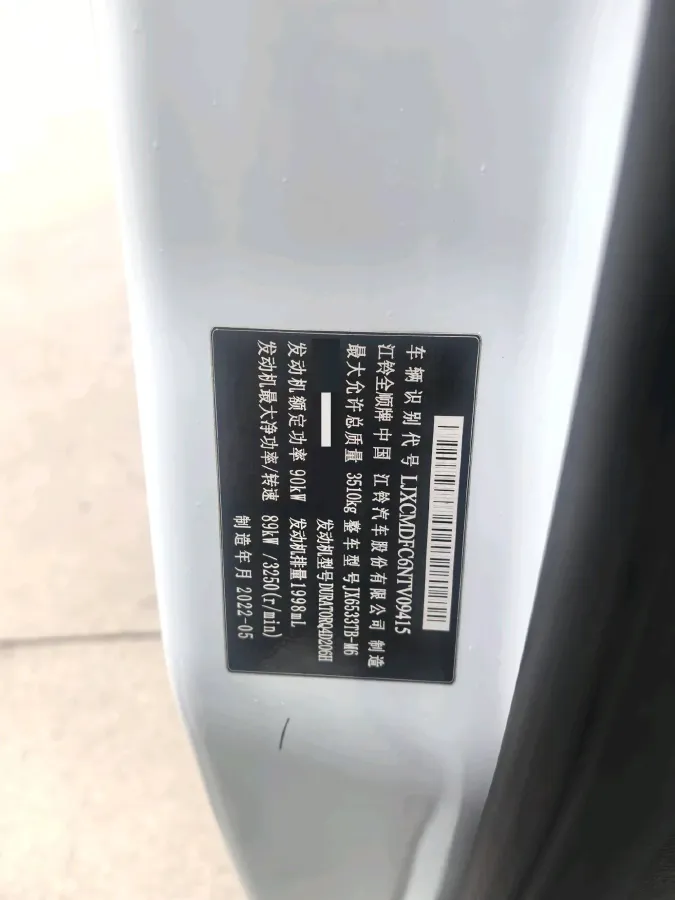 车辆识别代号 LJXCMDFC6NTV09415
江铃全顺牌 中国 江铃汽车股份有限公司 制造
最大允许总质量 3510kg 整车型号 JX6533TB-M6
发动机型号 DURATORQ4D206H
发动机额定功率 90kW 发动机排量 1998mL
发动机最大净功率/转速 89kW /3250(r/min)
制造年月 2022-05